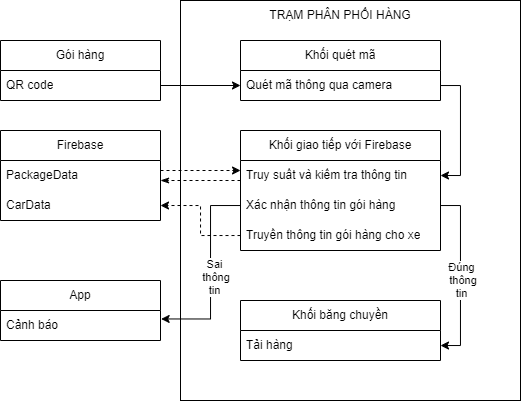 TRẠM PHÂN PHỐI HÀNG
Gói hàng
QR code
Khối quét mã
Quét mã thông qua camera
Firebase
PackageData
CarData
Khối giao tiếp với Firebase
Truy suất và kiểm tra thông tin
Xác nhận thông tin gói hàng
Truyền thông tin gói hàng cho xe
Sai
thông
tin
Đúng
thông
tin
App
Cảnh báo
Khối băng chuyền
Tải hàng